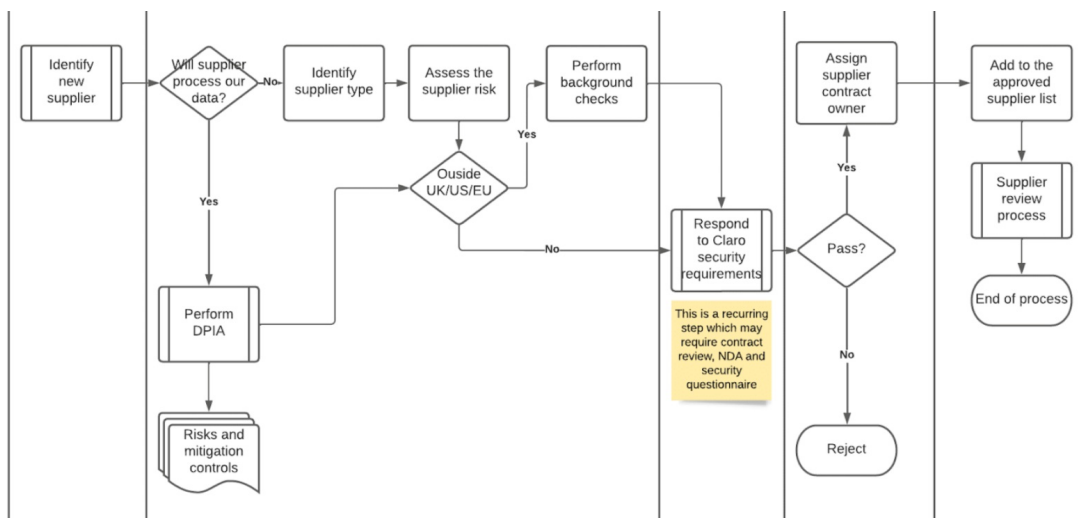 Identify
new
supplier
Will supplier
process our
data?
No
Identify
supplier type
Assess the
supplier risk
Perform
background
checks
Yes
Ouside
UK/US/EU
Yes
No
Perform
DPIA
Risks and
mitigation
controls
Respond
to Claro
security
requirements
This is a recurring
step which may
require contract
review, NDA and
security
questionnaire
Assign
supplier
contract
owner
Yes
Pass?
No
Reject
Add to the
approved
supplier list
Supplier
review
process
End of process